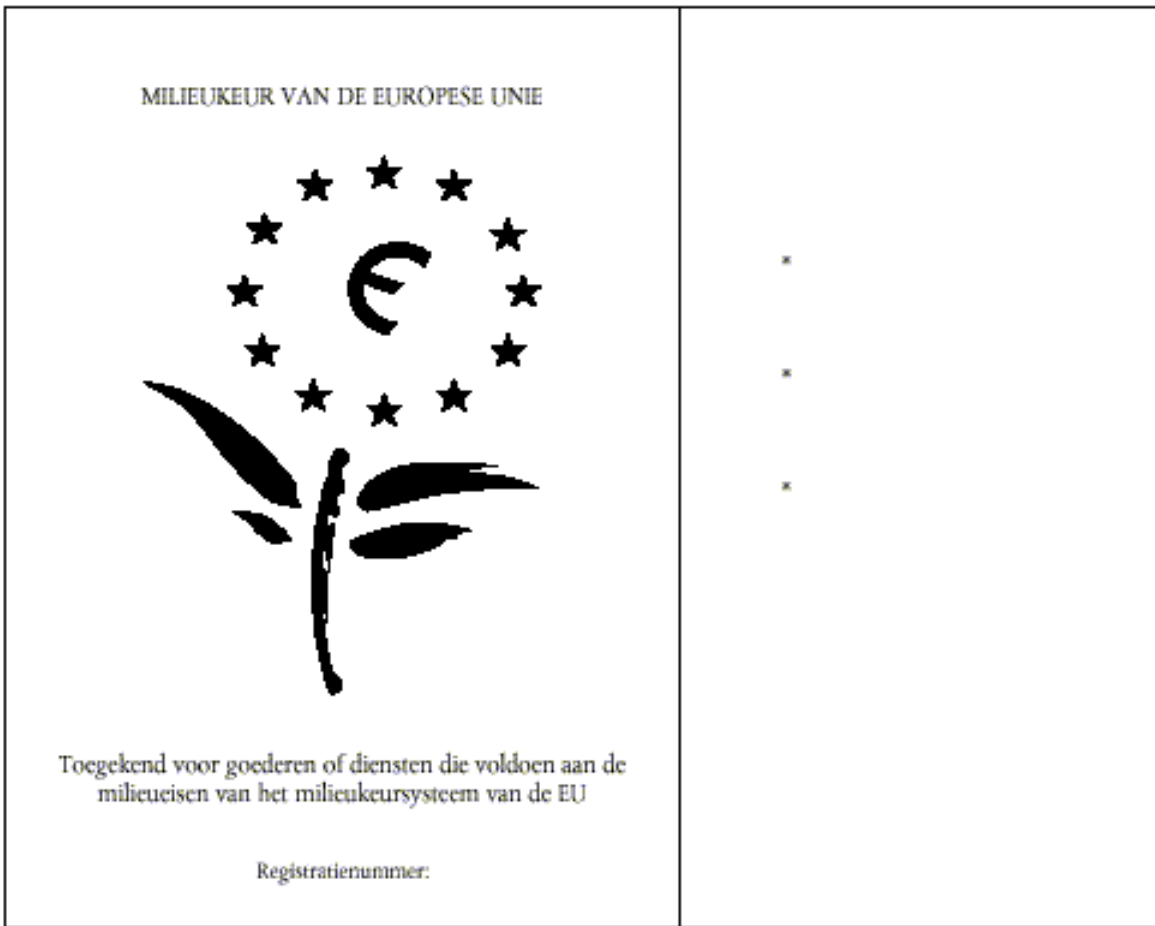 MILIEUKEUR VAN DE EUROPESE UNIE
Toegekend voor goederen of diensten die voldoen aan de
milieueisen van het milieukeursysteem van de EU
Registratienummer:
*
*
*